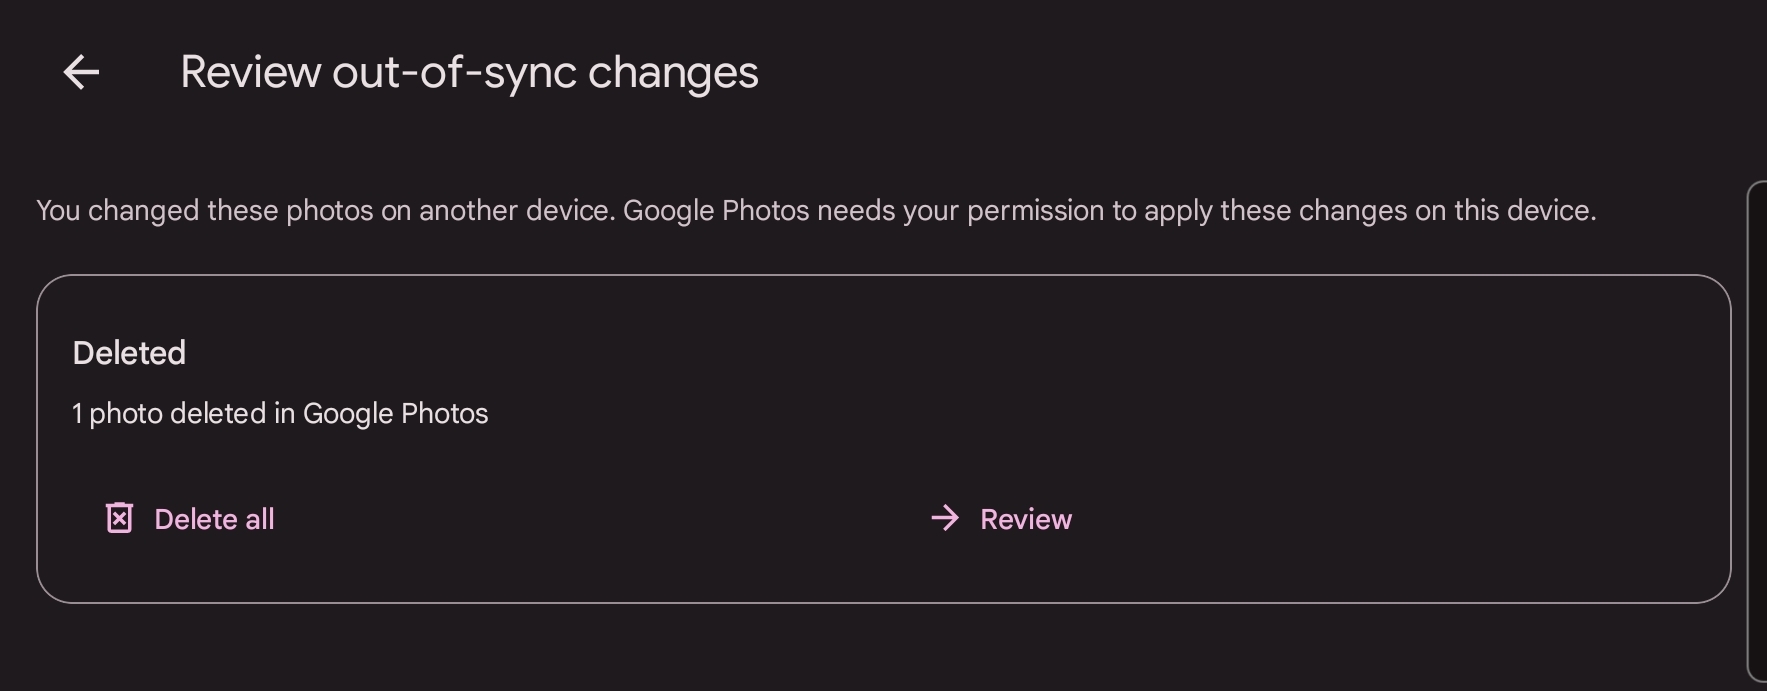 Review out-of-sync changes
You changed these photos on another device. Google Photos needs your permission to apply these changes on this device.
Deleted
1 photo deleted in Google Photos
Delete all
Review